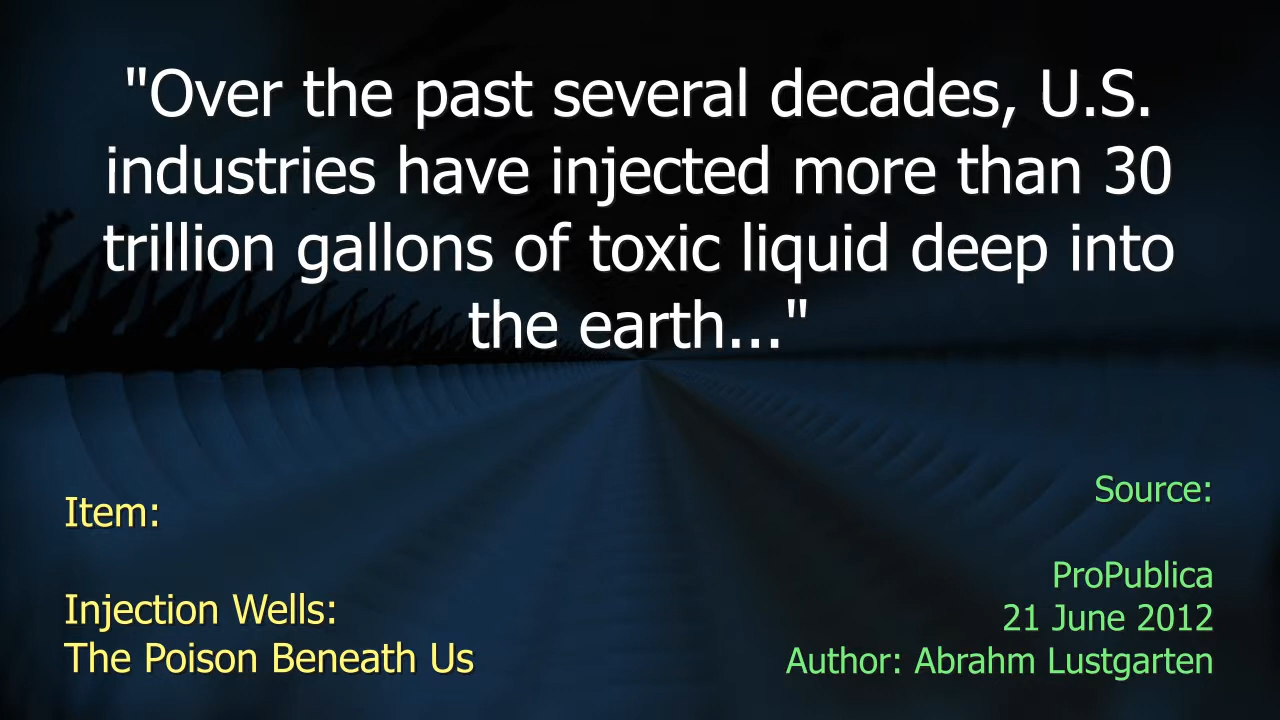 "Over the past several decades, U.S.
industries have injected more than 30
trillion gallons of toxic liquid deep into
the earth..."
Item:
Injection Wells:
The Poison Beneath Us
Source:
ProPublica
21 June 2012
Author: Abrahm Lustgarten